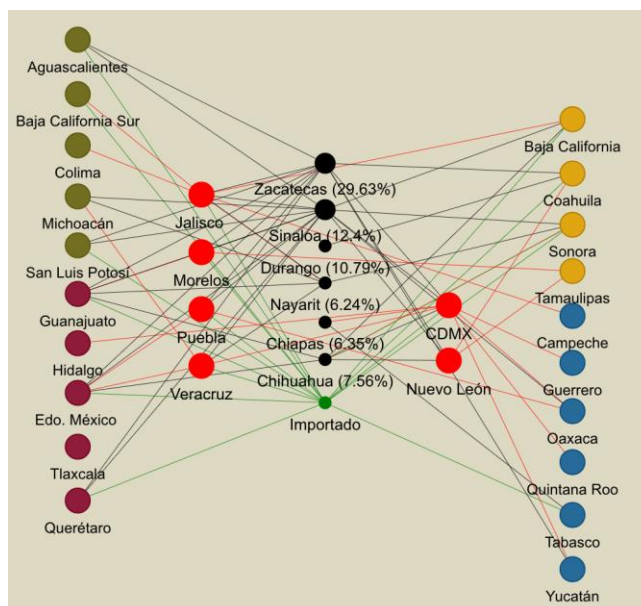 Aguascalientes
Baja California Sur
Colima
Michoacán
San Luis Potosí
Guanajuato
Hidalgo
Edo. México
Tlaxcala
Querétaro
Jalisco
Morelos
Puebla
Veracruz
Zacatecas (29.63%)
Sinaloa (12.4%)
Durango (10.79%)
Nayarit (6.24%)
Chiapas (6.35%)
Chihuahua (7.56%)
Importado
CDMX
Nuevo León
Baja California
Coahuila
Sonora
Tamaulipas
Campeche
Guerrero
Oaxaca
Quintana Roo
Tabasco
Yucatán